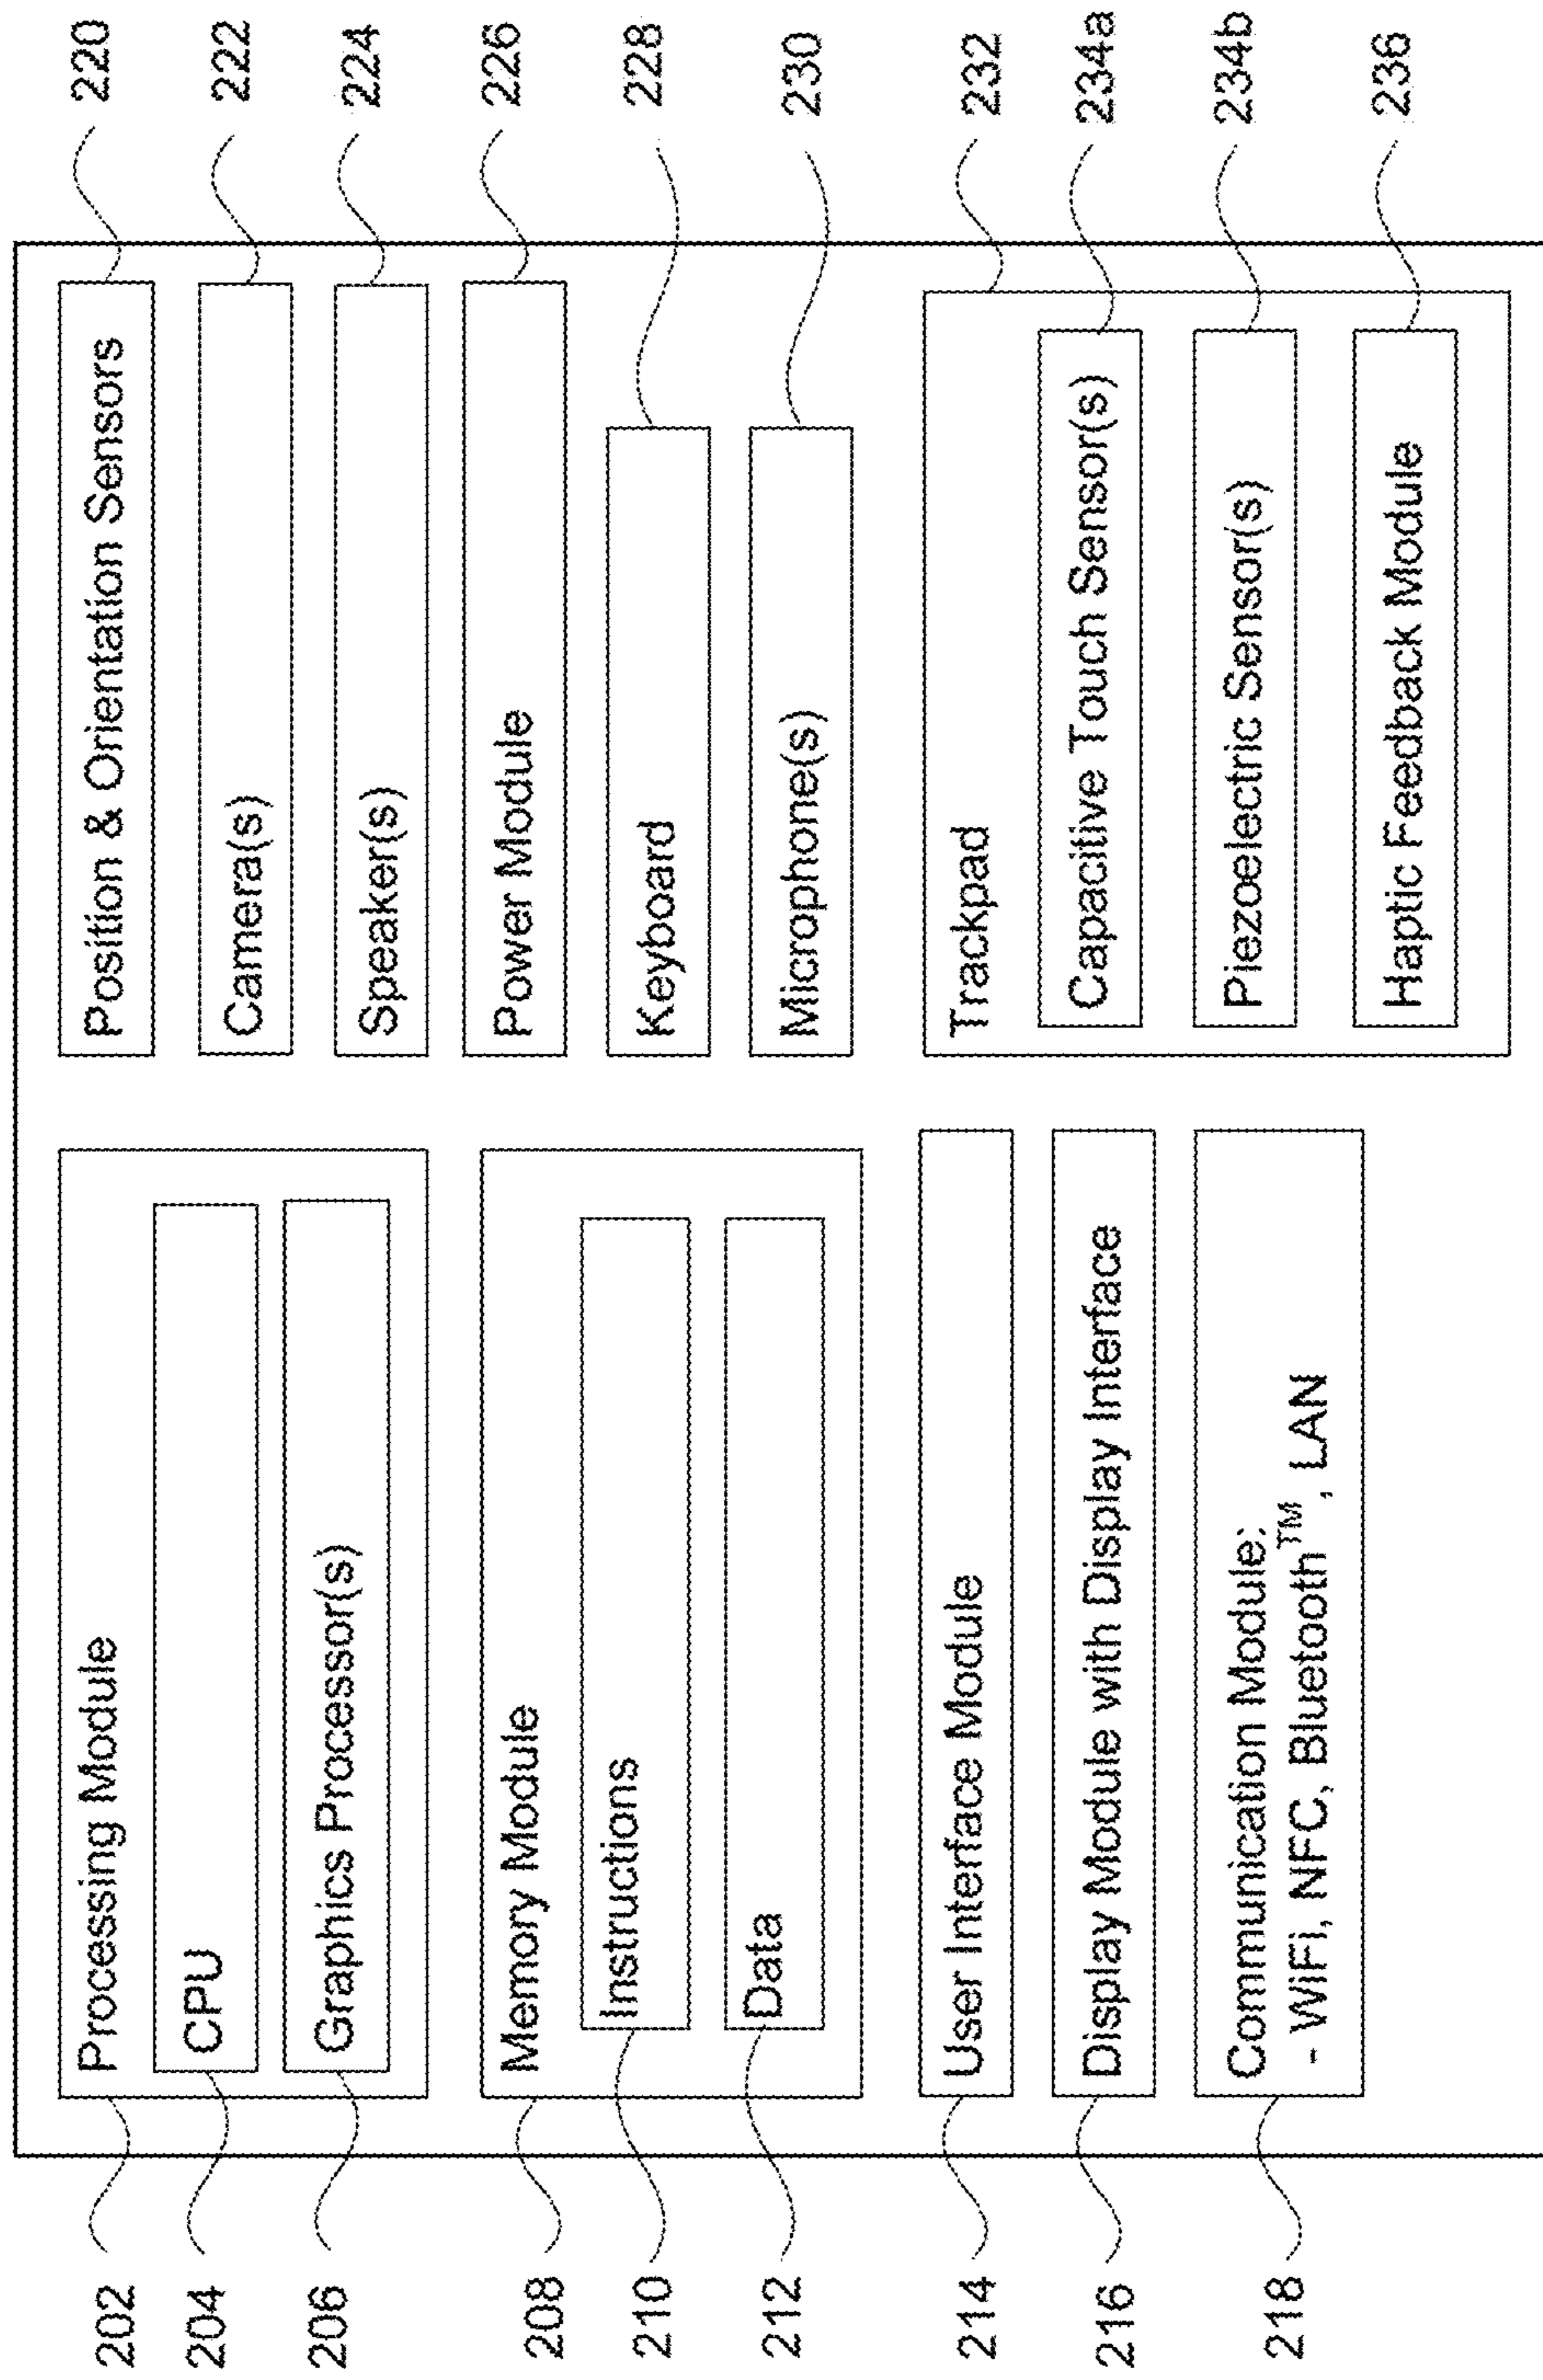 202
Processing Module
204
CPU
206
Graphics Processor(s)
208
Memory Module
210
Instructions
212
Data
214
User Interface Module
216
Display Module with Display Interface
218
Communication Module:
- WiFi, NFC, Bluetooth™, LAN
Position & Orientation Sensors
220
Camera(s)
222
Speaker(s)
224
Power Module
226
Keyboard
228
Microphone(s)
230
Trackpad
232
Capacitive Touch Sensor(s)
234a
Piezoelectric Sensor(s)
234b
Haptic Feedback Module
236